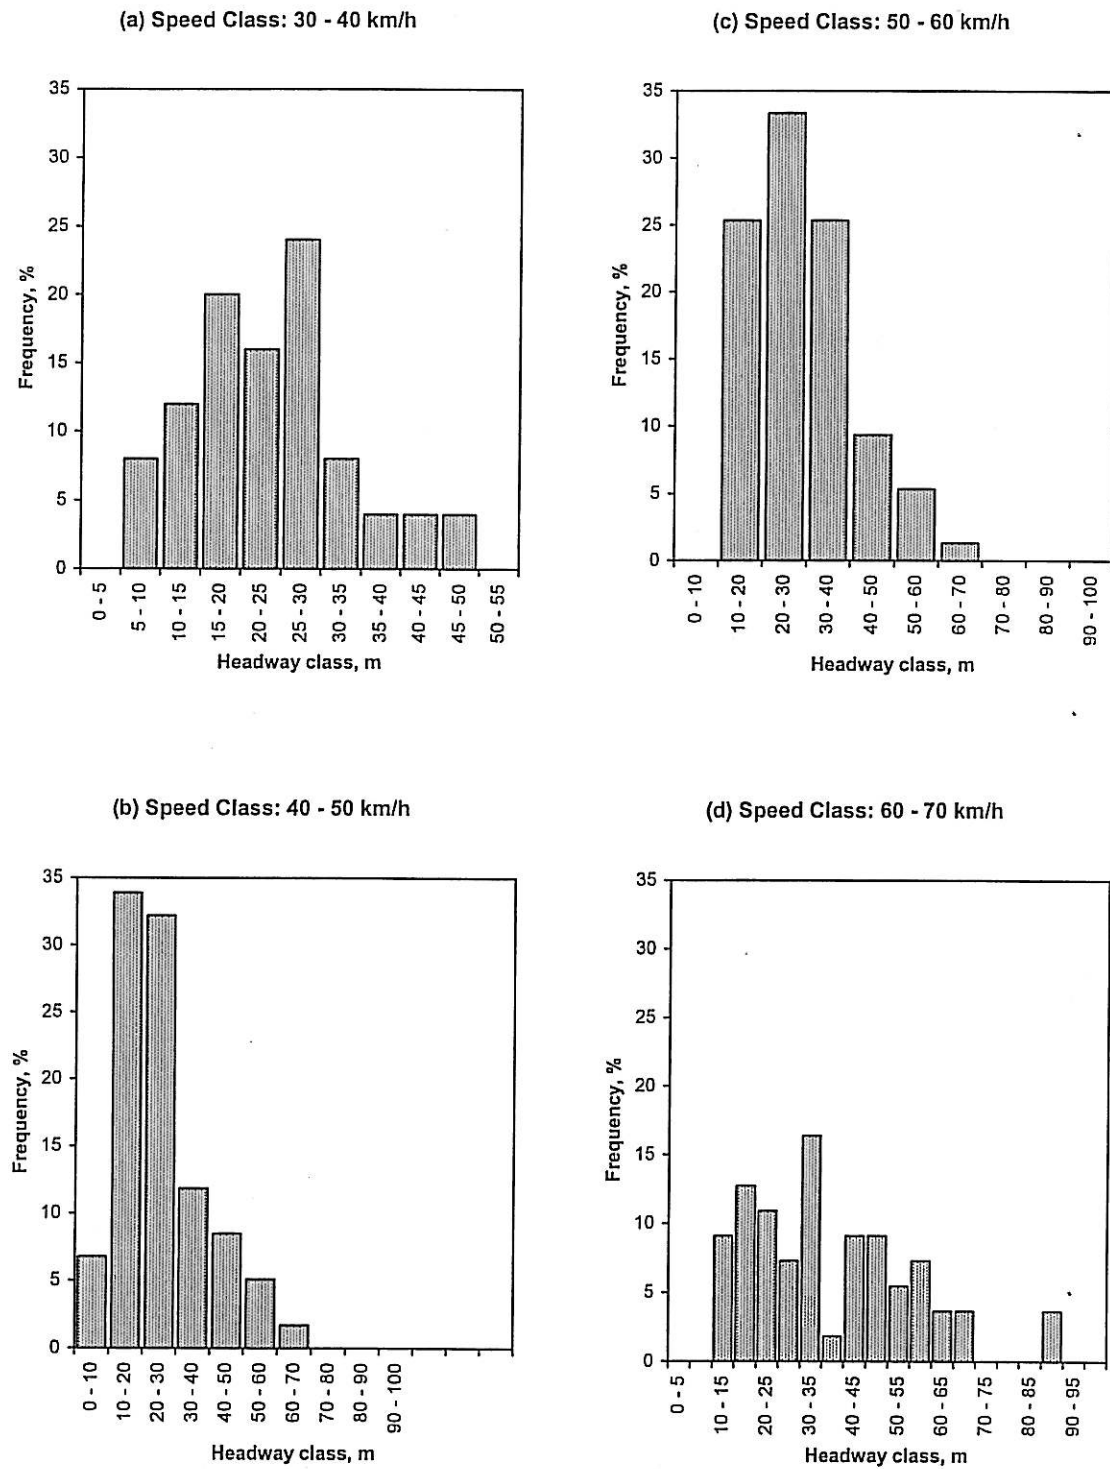 (a) Speed Class: 30 - 40 km/h
35
30
25
20
15
10
5
0
Frequency, %
0 - 5
5 - 10
10 - 15
15 - 20
20 - 25
25 - 30
30 - 35
35 - 40
40 - 45
45 - 50
50 - 55
Headway class, m
(c) Speed Class: 50 - 60 km/h
35
30
25
20
15
10
5
0
Frequency, %
0 - 10
10 - 20
20 - 30
30 - 40
40 - 50
50 - 60
60 - 70
70 - 80
80 - 90
90 - 100
Headway class, m
(b) Speed Class: 40 - 50 km/h
35
30
25
20
15
10
5
0
Frequency, %
0 - 10
10 - 20
20 - 30
30 - 40
40 - 50
50 - 60
60 - 70
70 - 80
80 - 90
90 - 100
Headway class, m
(d) Speed Class: 60 - 70 km/h
35
30
25
20
15
10
5
0
Frequency, %
0 - 5
10 - 15
20 - 25
30 - 35
40 - 45
50 - 55
60 - 65
70 - 75
80 - 85
90 - 95
Headway class, m